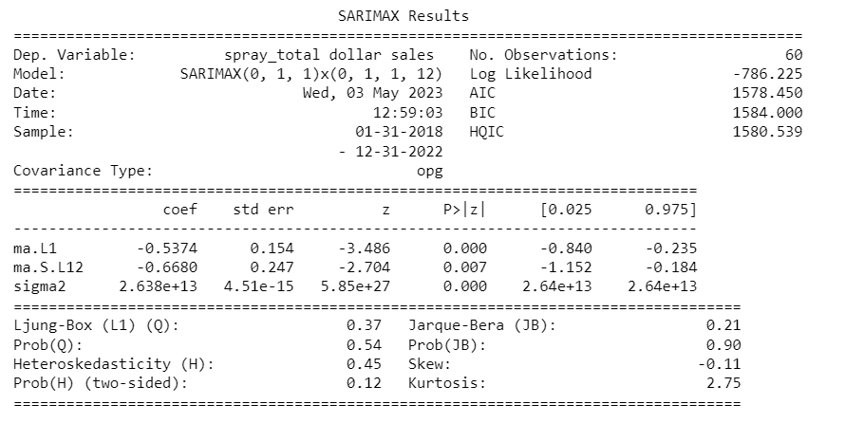 SARIMAX Results
==========================================================================================
Dep. Variable: spray_total dollar sales No. Observations: 60
Model: SARIMAX(0, 1, 1)x(0, 1, 1, 12) Log Likelihood -786.225
Date: Wed, 03 May 2023 AIC 1578.450
Time: 12:59:03 BIC 1584.000
Sample: 01-31-2018 HQIC 1580.539
- 12-31-2022
Covariance Type: opg
==============================================================================
coef std err z P>|z| [0.025 0.975]
------------------------------------------------------------------------------
ma.L1 -0.5374 0.154 -3.486 0.000 -0.840 -0.235
ma.S.L12 -0.6680 0.247 -2.704 0.007 -1.152 -0.184
sigma2 2.638e+13 4.51e-15 5.85e+27 0.000 2.64e+13 2.64e+13
===================================================================================
Ljung-Box (L1) (Q): 0.37 Jarque-Bera (JB): 0.21
Prob(Q): 0.54 Prob(JB): 0.90
Heteroskedasticity (H): 0.45 Skew: -0.11
Prob(H) (two-sided): 0.12 Kurtosis: 2.75
===================================================================================